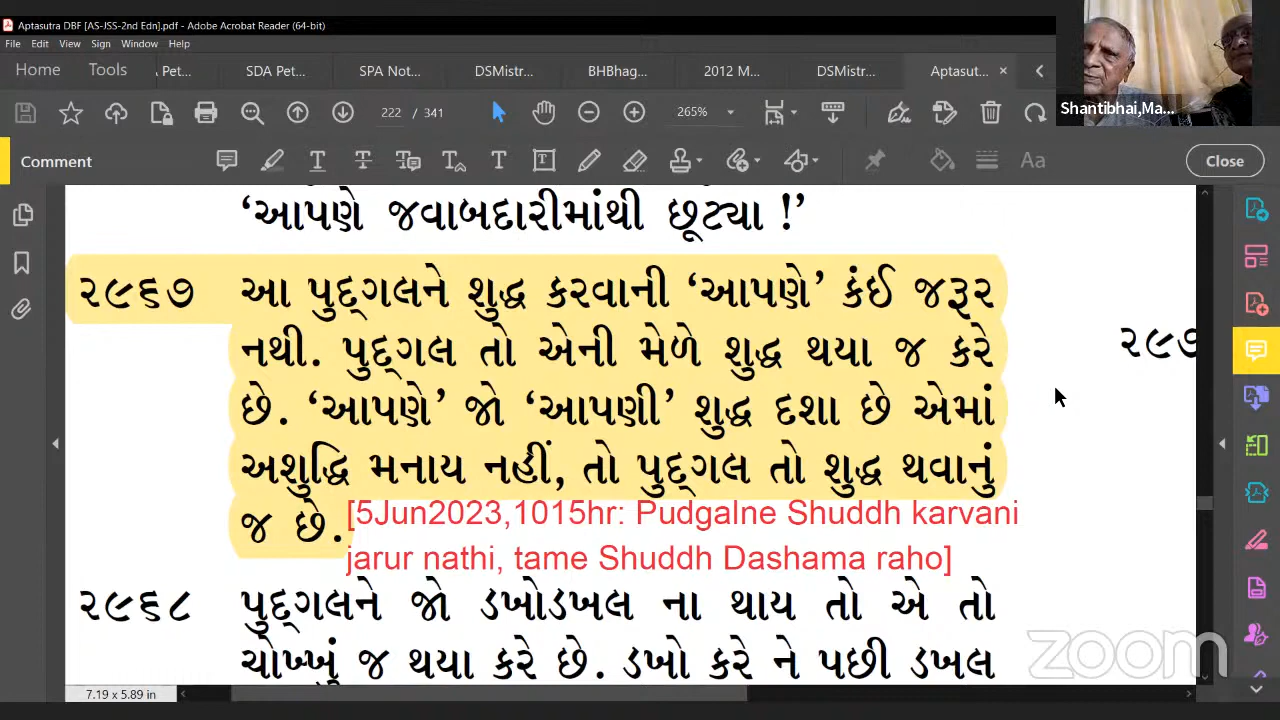 Aptasutra DBF [AS-JSS-2nd Edn].pdf - Adobe Acrobat Reader (64-bit)
File Edit View Sign Window Help
Home Tools Pet... SDA Pet... SPA Not... DSMistr... BHBhag... 2012 M... DSMistr... Aptasut... ×
222 / 341 265%
Shantibhai,Ma...
Comment Close
‘આપણે જવાબદારીમાંથી છૂટ્યા !’
૨૯૬૭ આ પુદ્ગલને શુદ્ધ કરવાની ‘આપણે’ કંઈ જરૂર
નથી. પુદ્ગલ તો એની મેળે શુદ્ધ થયા જ કરે
છે. ‘આપણે’ જો ‘આપણી’ શુદ્ધ દશા છે એમાં
અશુદ્ધિ મનાય નહીં, તો પુદ્ગલ તો શુદ્ધ થવાનું
જ છે. [5Jun2023,1015hr: Pudgalne Shuddh karvani
jarur nathi, tame Shuddh Dashama raho]
૨૯૬૮ પુદ્ગલને જો ડખોડખલ ના થાય તો એ તો
ચોખ્ખું જ થયા કરે છે. ડખો કરે ને પછી ડખલ
zoom
7.19 x 5.89 in